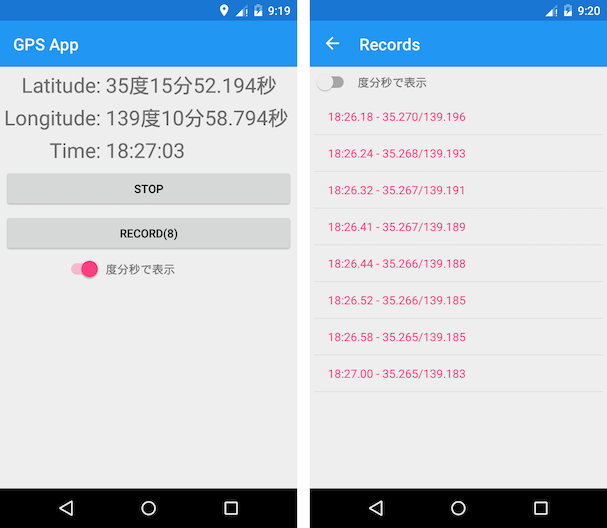 9:19
GPS App
Latitude: 35度15分52.194秒
Longitude: 139度10分58.794秒
Time: 18:27:03
STOP
RECORD(8)
度分秒で表示
9:20
Records
度分秒で表示
18:26.18 - 35.270/139.196
18:26.24 - 35.268/139.193
18:26.32 - 35.267/139.191
18:26.41 - 35.267/139.189
18:26.44 - 35.266/139.188
18:26.52 - 35.266/139.185
18:26.58 - 35.265/139.185
18:27.00 - 35.265/139.183